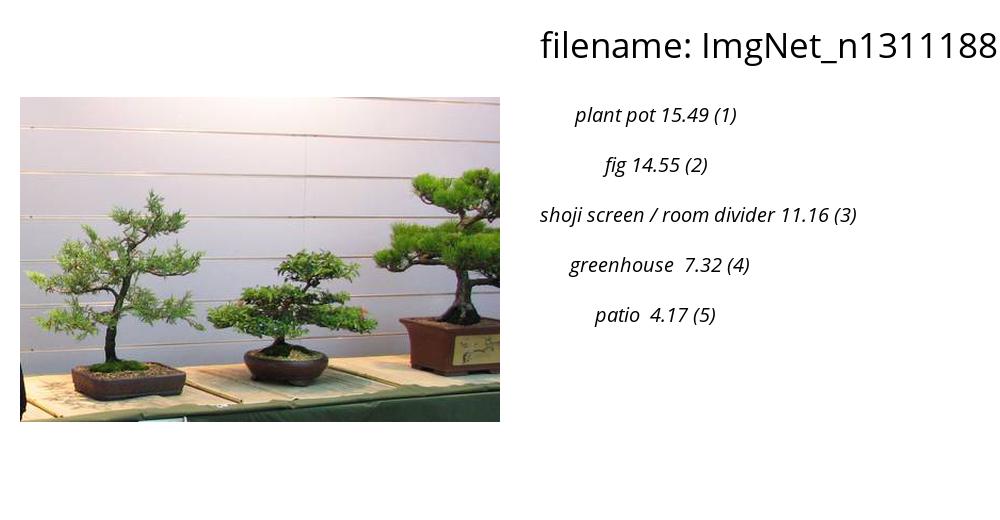 filename: ImgNet_n1311188
plant pot 15.49 (1)
fig 14.55 (2)
shoji screen / room divider 11.16 (3)
greenhouse 7.32 (4)
patio 4.17 (5)